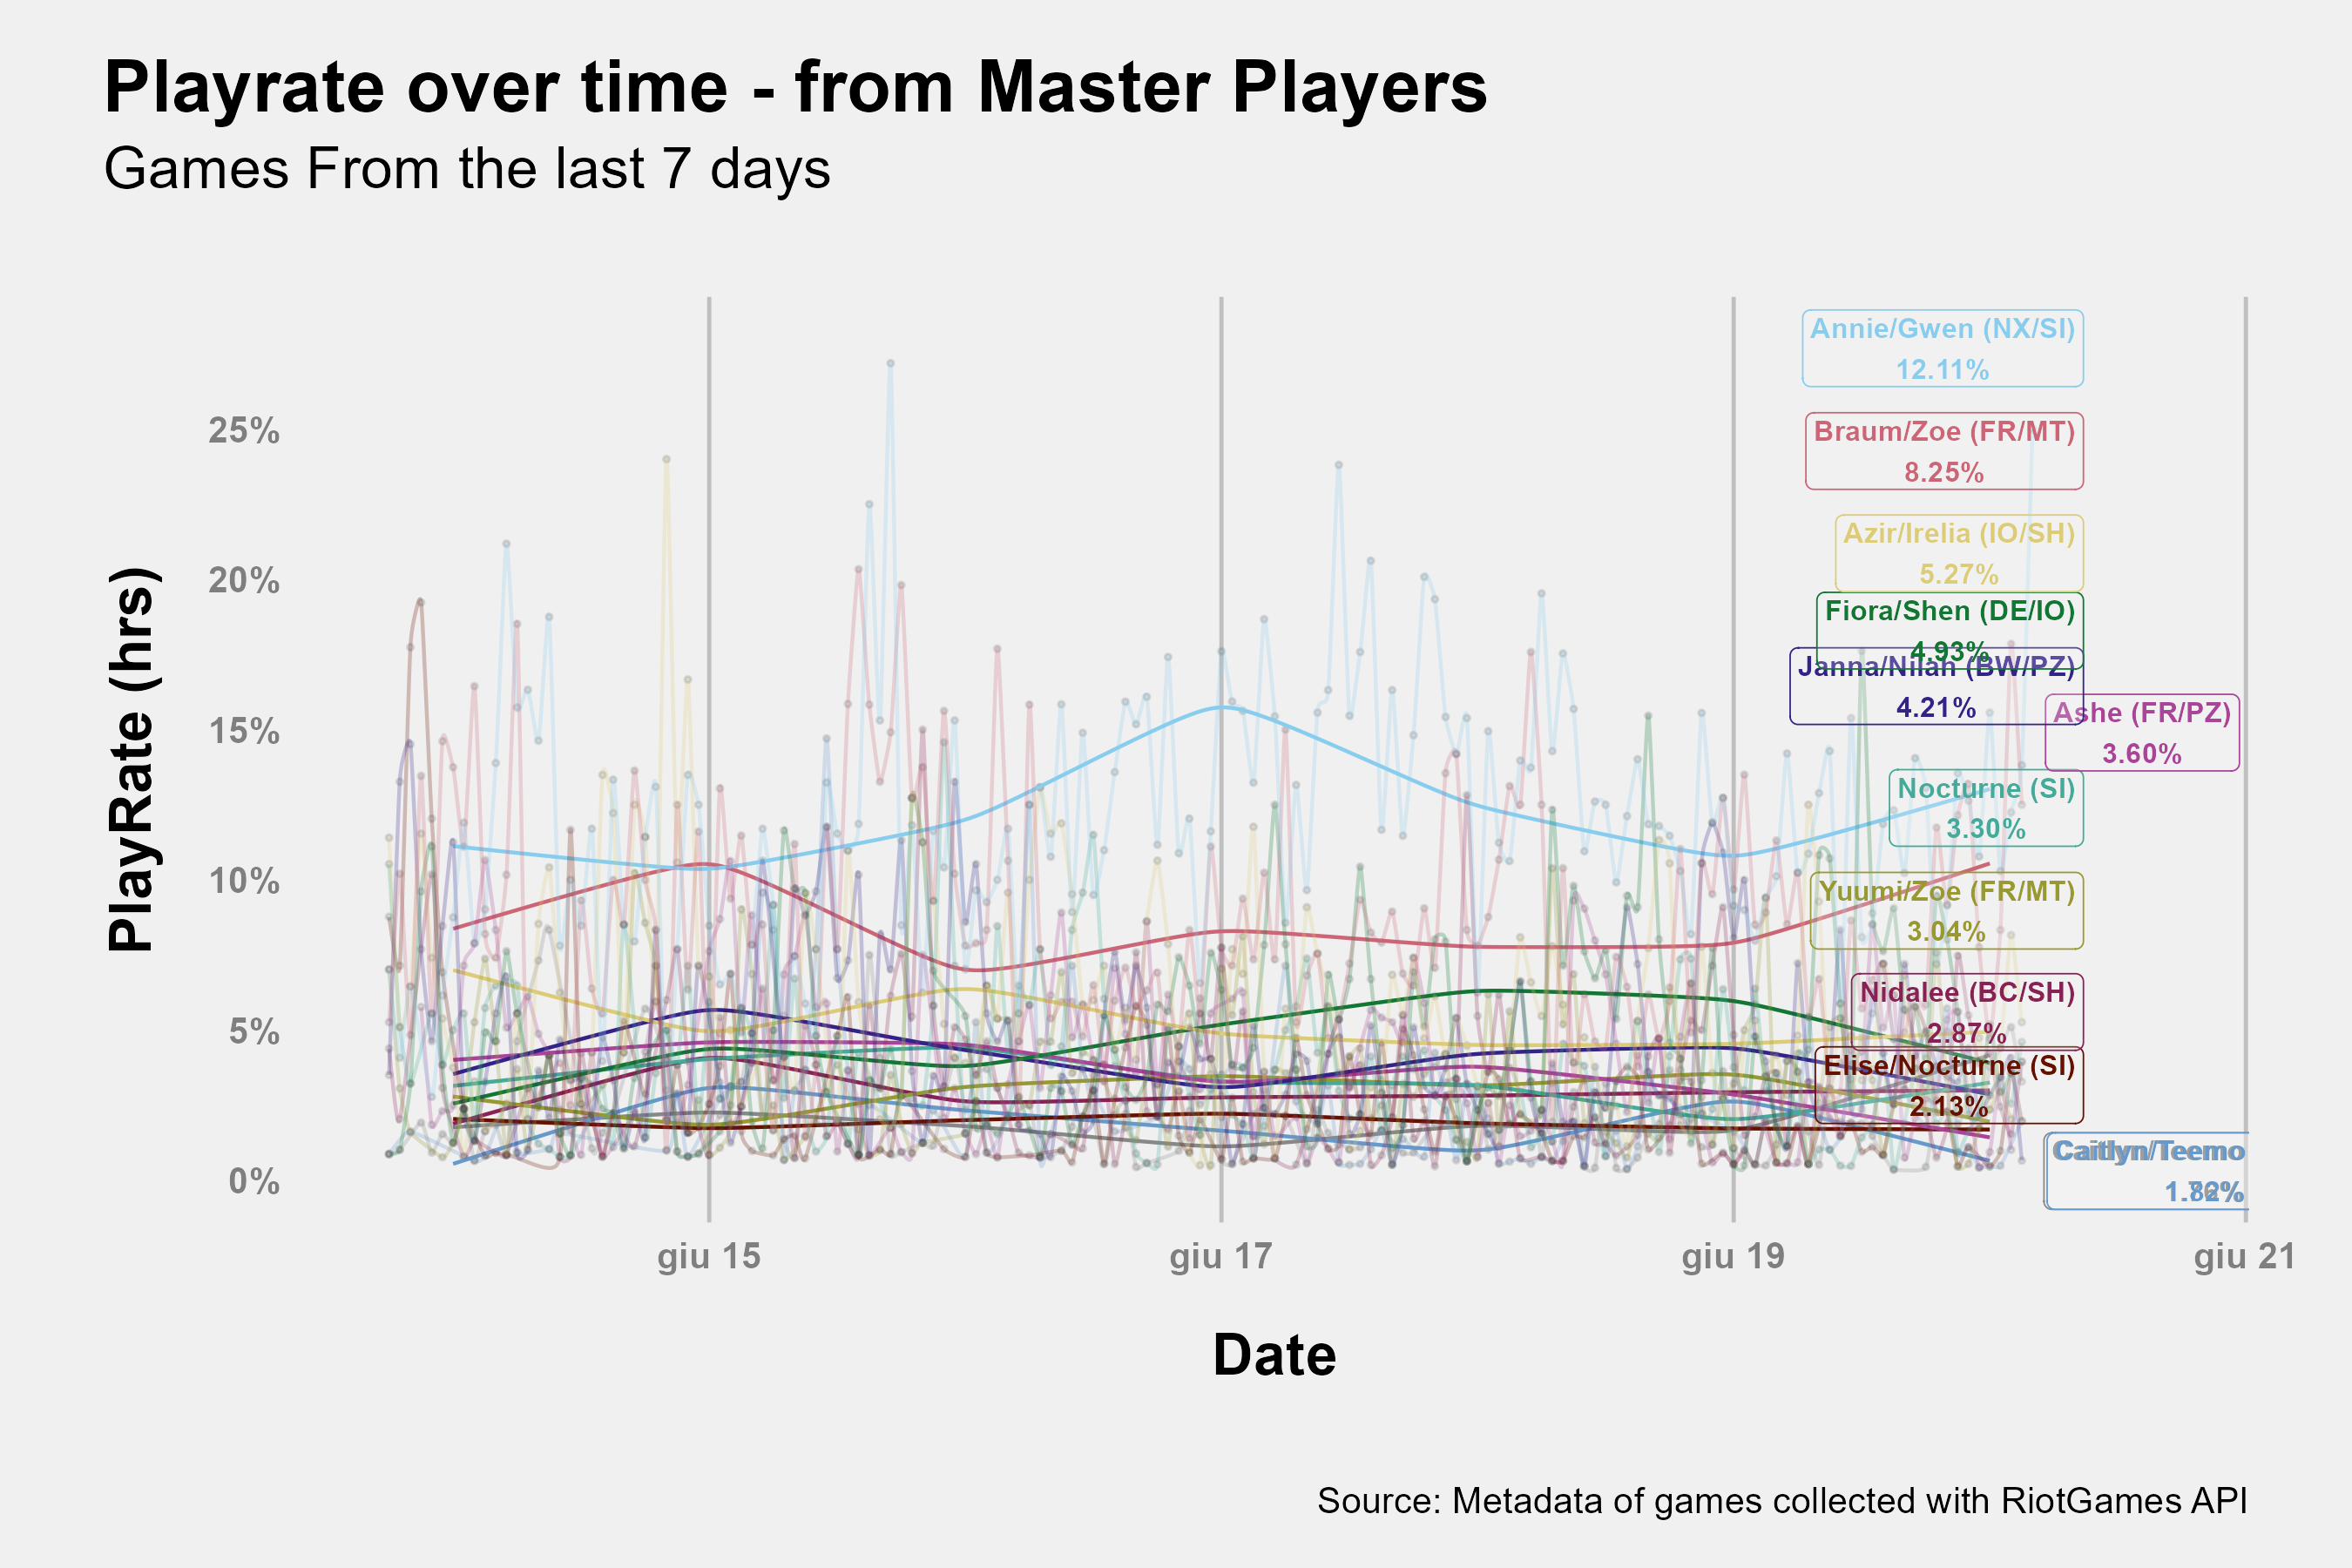 Playrate over time - from Master Players
Games From the last 7 days
PlayRate (hrs)
25%
20%
15%
10%
5%
0%
Annie/Gwen (NX/SI)
12.11%
Braum/Zoe (FR/MT)
8.25%
Azir/Irelia (IO/SH)
5.27%
Fiora/Shen (DE/IO)
4.93%
Janna/Nilah (BW/PZ)
4.21%
Ashe (FR/PZ)
3.60%
Nocturne (SI)
3.30%
Yuumi/Zoe (FR/MT)
3.04%
Nidalee (BC/SH)
2.87%
Elise/Nocturne (SI)
2.13%
Caitlyn/Teemo
giu 15
giu 17
giu 19
giu 21
Date
Source: Metadata of games collected with RiotGames API